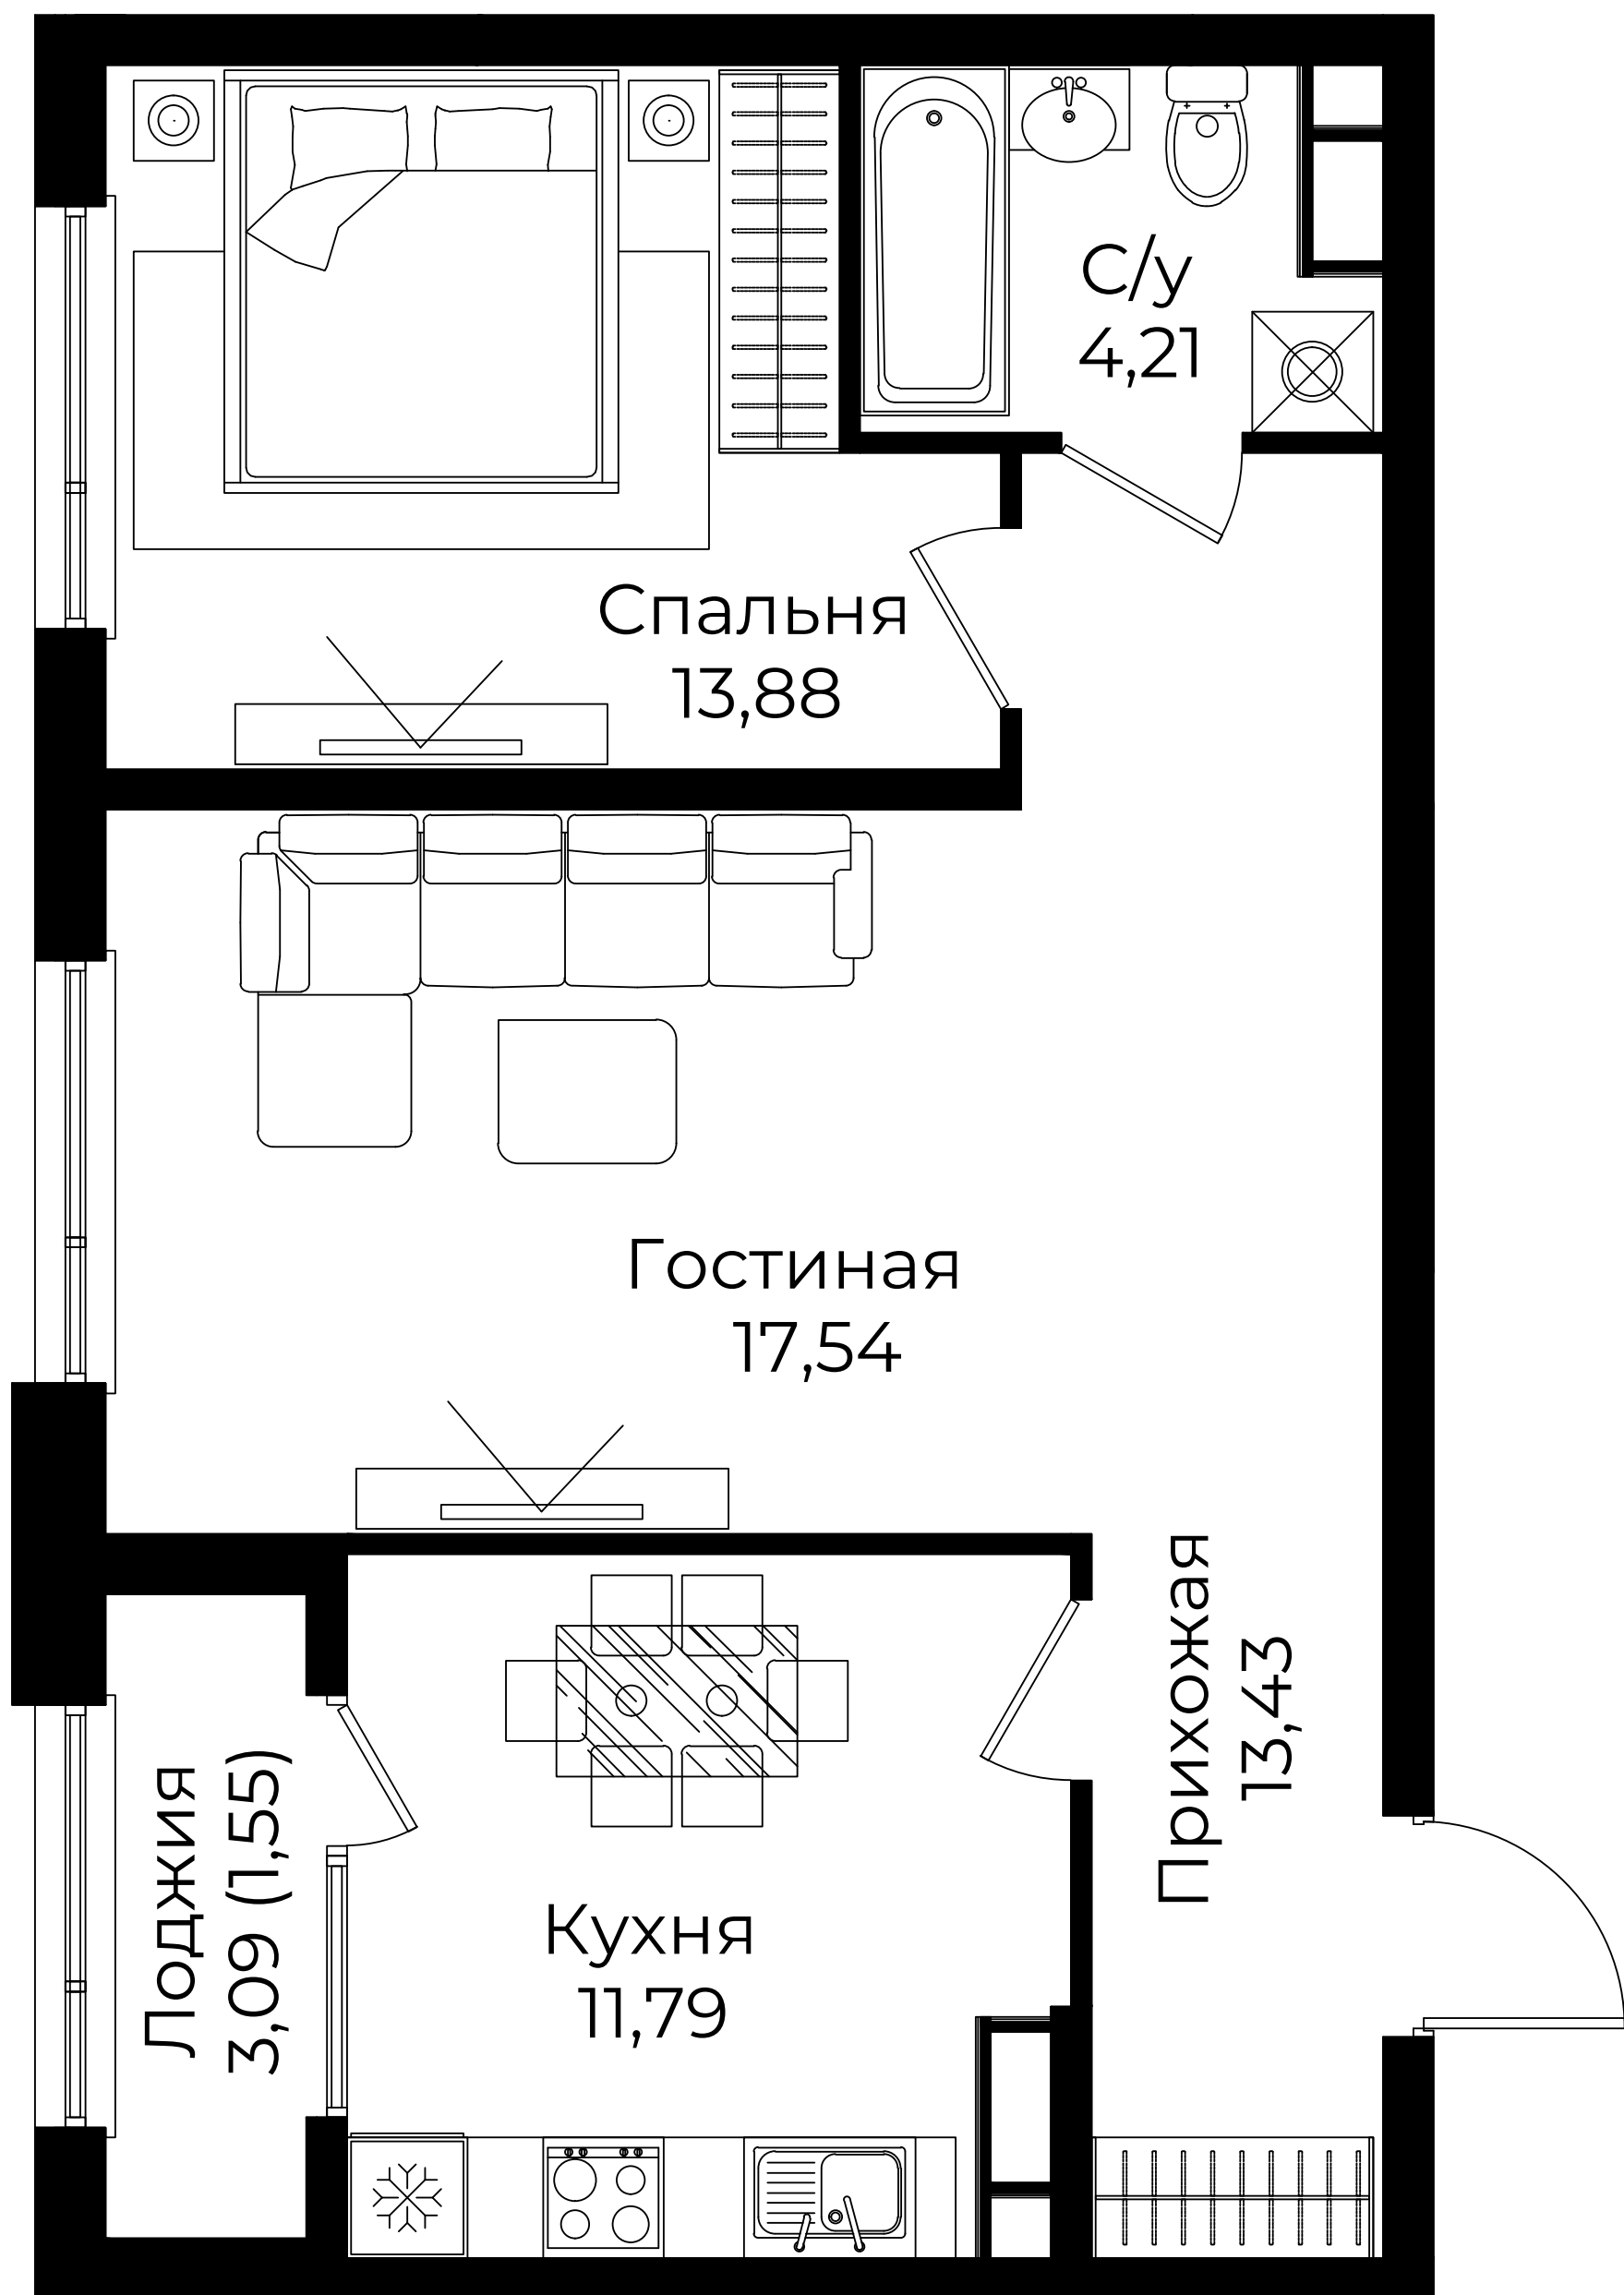 С/у
4,21
Спальня
13,88
Гостиная
17,54
Прихожая
13,43
Лоджия
3,09 (1,55)
Кухня
11,79